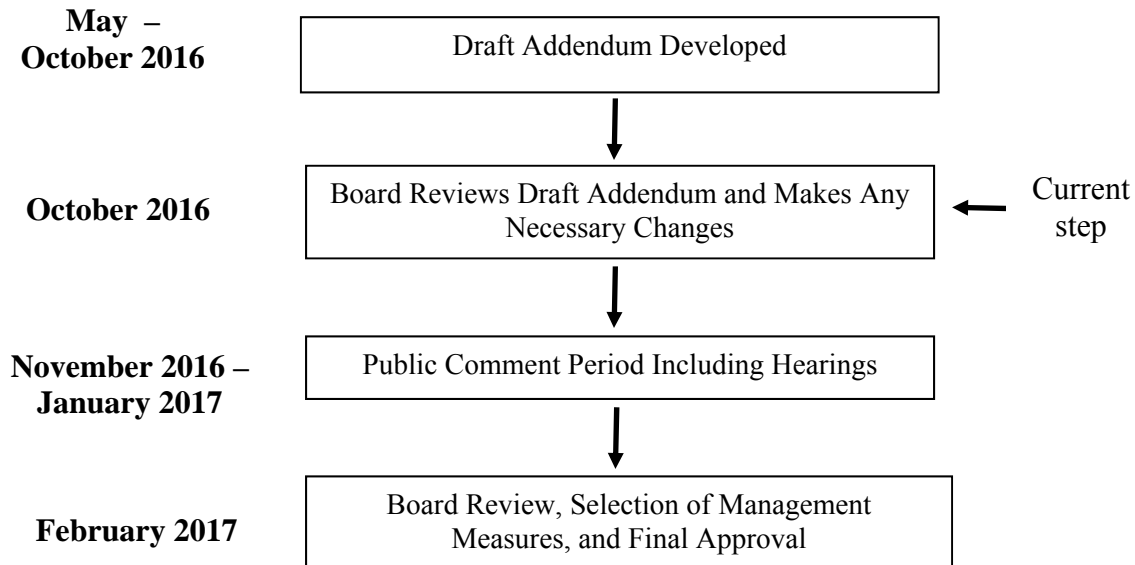 May –
October 2016
Draft Addendum Developed
October 2016
Board Reviews Draft Addendum and Makes Any
Necessary Changes
Current
step
November 2016 –
January 2017
Public Comment Period Including Hearings
February 2017
Board Review, Selection of Management
Measures, and Final Approval